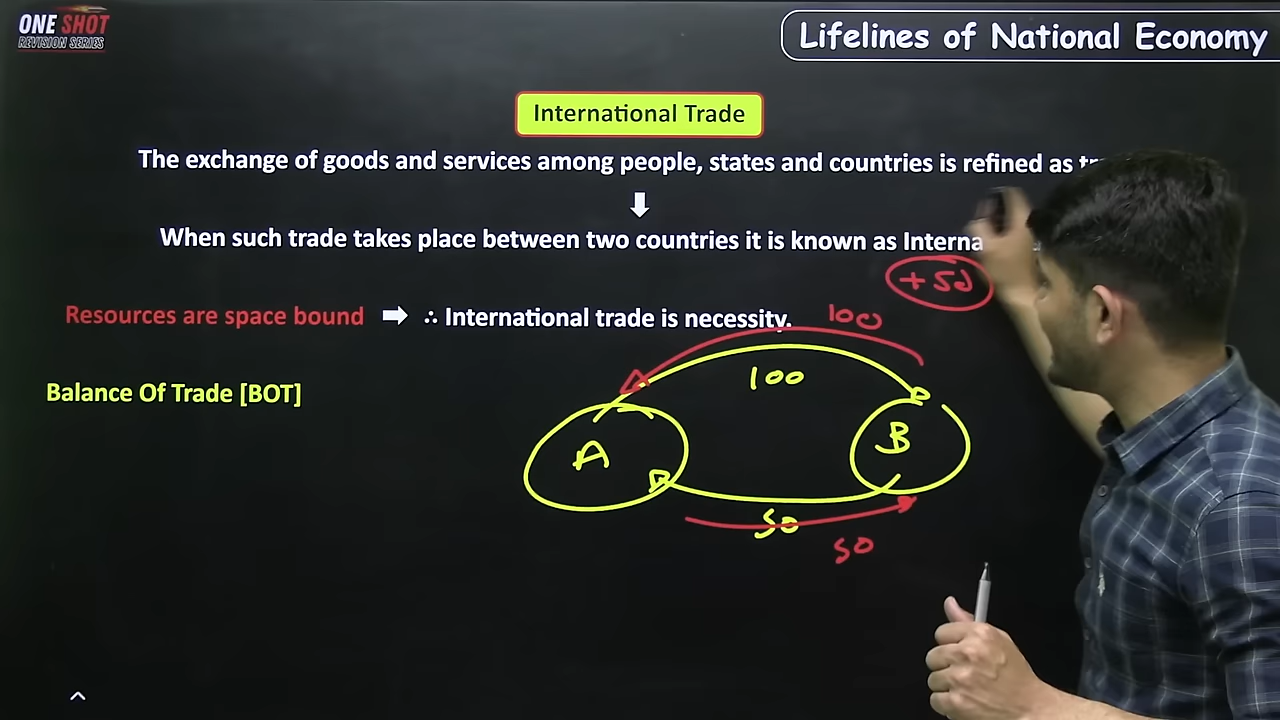 ONE SHOT
REVISION SERIES
Lifelines of National Economy
International Trade
The exchange of goods and services among people, states and countries is refined as
When such trade takes place between two countries it is known as
+50
Resources are space bound ➡ ∴ International trade is necessity.
100
100
Balance Of Trade [BOT]
A
B
50
50